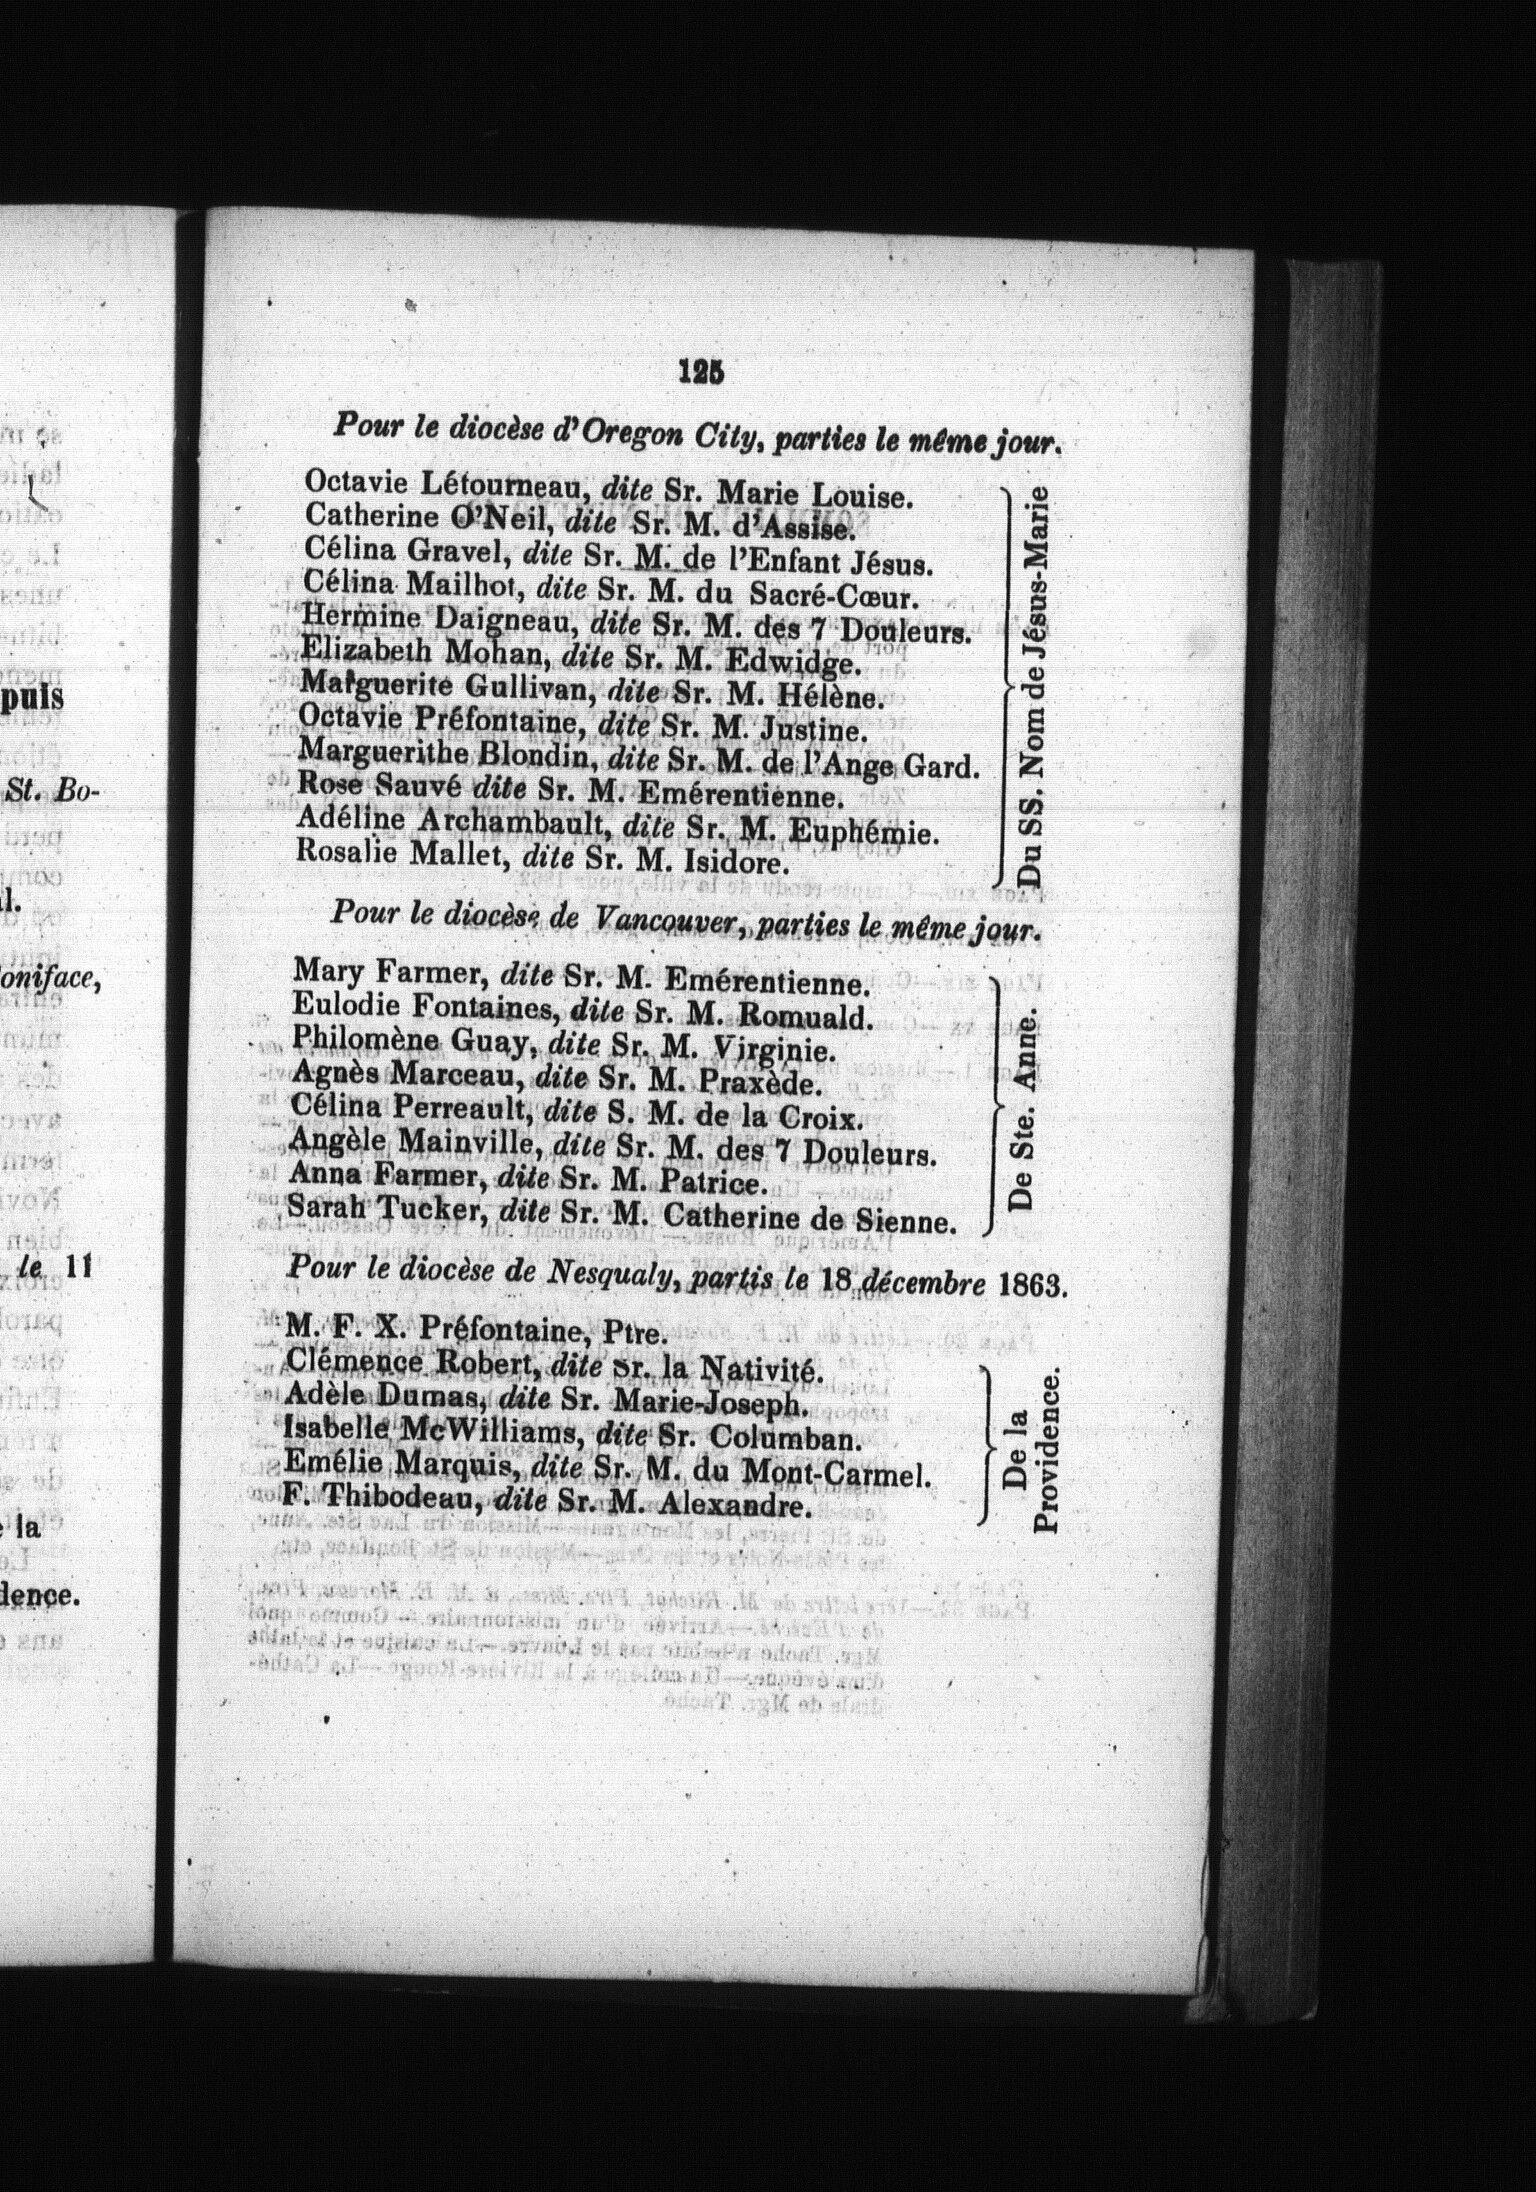 125
Pour le diocèse d'Oregon City, parties le même jour.
Octavie Létourneau, dite Sr. Marie Louise.
Catherine O'Neil, dite Sr. M. d'Assise.
Célina Gravel, dite Sr. M. de l'Enfant Jésus.
Célina Mailhot, dite Sr. M. du Sacré-Cœur.
Hermine Daigneau, dite Sr. M. des 7 Douleurs.
Elizabeth Mohan, dite Sr. M. Edwidge.
Marguerite Gullivan, dite Sr. M. Hélène.
Octavie Préfontaine, dite Sr. M. Justine.
Marguerithe Blondin, dite Sr. M. de l'Ange Gard.
Rose Sauvé dite Sr. M. Emérentienne.
Adéline Archambault, dite Sr. M. Euphémie.
Rosalie Mallet, dite Sr. M. Isidore.
Du SS. Nom de Jésus-Marie
Pour le diocèse de Vancouver, parties le même jour.
Mary Farmer, dite Sr. M. Emérentienne.
Eulodie Fontaines, dite Sr. M. Romuald.
Philomène Guay, dite Sr. M. Virginie.
Agnès Marceau, dite Sr. M. Praxède.
Célina Perreault, dite S. M. de la Croix.
Angèle Mainville, dite Sr. M. des 7 Douleurs.
Anna Farmer, dite Sr. M. Patrice.
Sarah Tucker, dite Sr. M. Catherine de Sienne.
De Ste. Anne.
Pour le diocèse de Nesqualy, partis le 18 décembre 1863.
M. F. X. Préfontaine, Ptre.
Clémence Robert, dite Sr. la Nativité.
Adèle Dumas, dite Sr. Marie-Joseph.
Isabelle McWilliams, dite Sr. Columban.
Emélie Marquis, dite Sr. M. du Mont-Carmel.
F. Thibodeau, dite Sr. M. Alexandre.
De la
Providence.